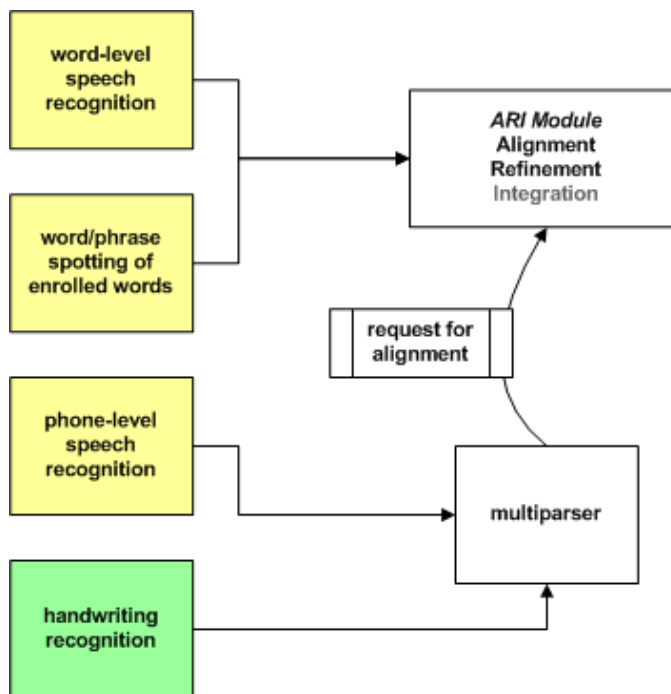 word-level
speech
recognition
ARI Module
Alignment
Refinement
Integration
word/phrase
spotting of
enrolled words
request for
alignment
phone-level
speech
recognition
multiparser
handwriting
recognition